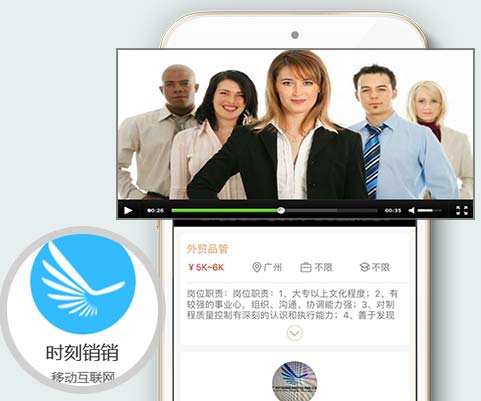 00:26
00:35
外贸品管
￥5K~6K 广州 不限 不限
岗位职责：岗位职责：1、大专以上文化程度；2、有
较强的事业心，组织、沟通、协调能力强；3、对制
程质量控制有深刻的认识和执行能力；4、善于发现
时刻销销
移动互联网